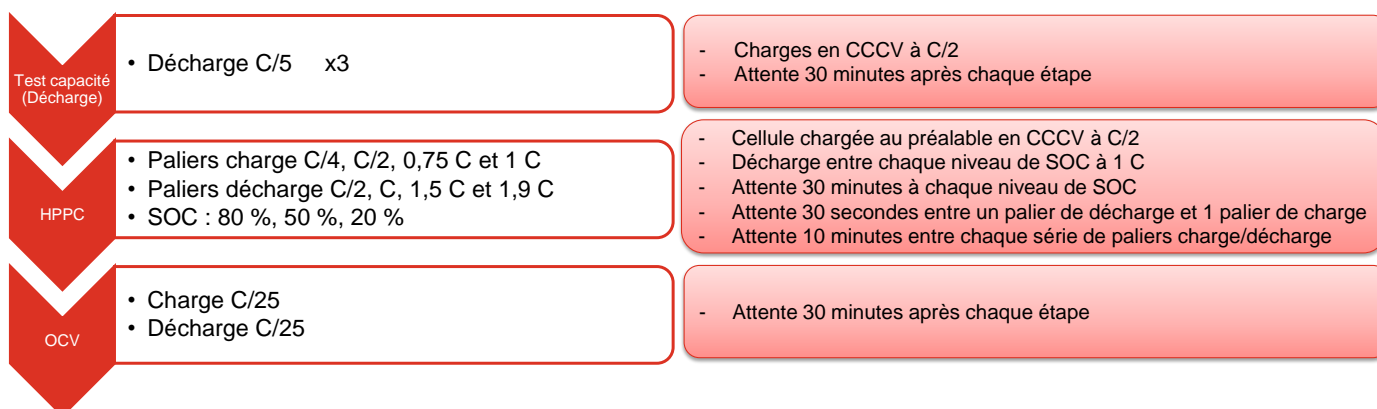 Test capacité
(Décharge)
• Décharge C/5 x3
- Charges en CCCV à C/2
- Attente 30 minutes après chaque étape
HPPC
• Paliers charge C/4, C/2, 0,75 C et 1 C
• Paliers décharge C/2, C, 1,5 C et 1,9 C
• SOC : 80 %, 50 %, 20 %
- Cellule chargée au préalable en CCCV à C/2
- Décharge entre chaque niveau de SOC à 1 C
- Attente 30 minutes à chaque niveau de SOC
- Attente 30 secondes entre un palier de décharge et 1 palier de charge
- Attente 10 minutes entre chaque série de paliers charge/décharge
OCV
• Charge C/25
• Décharge C/25
- Attente 30 minutes après chaque étape